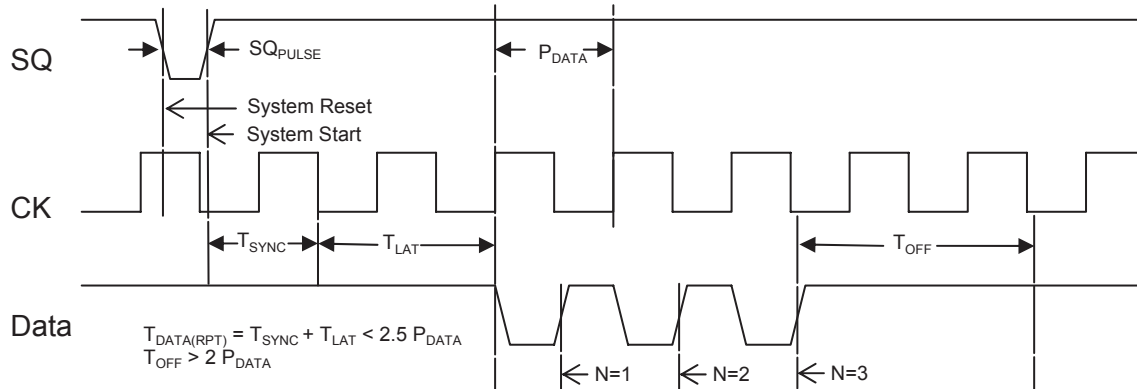 SQ
SQPULSE
PDATA
System Reset
System Start
CK
TSYNC
TLAT
TOFF
Data
TDATA(RPT) = TSYNC + TLAT < 2.5 PDATA
TOFF > 2 PDATA
N=1
N=2
N=3